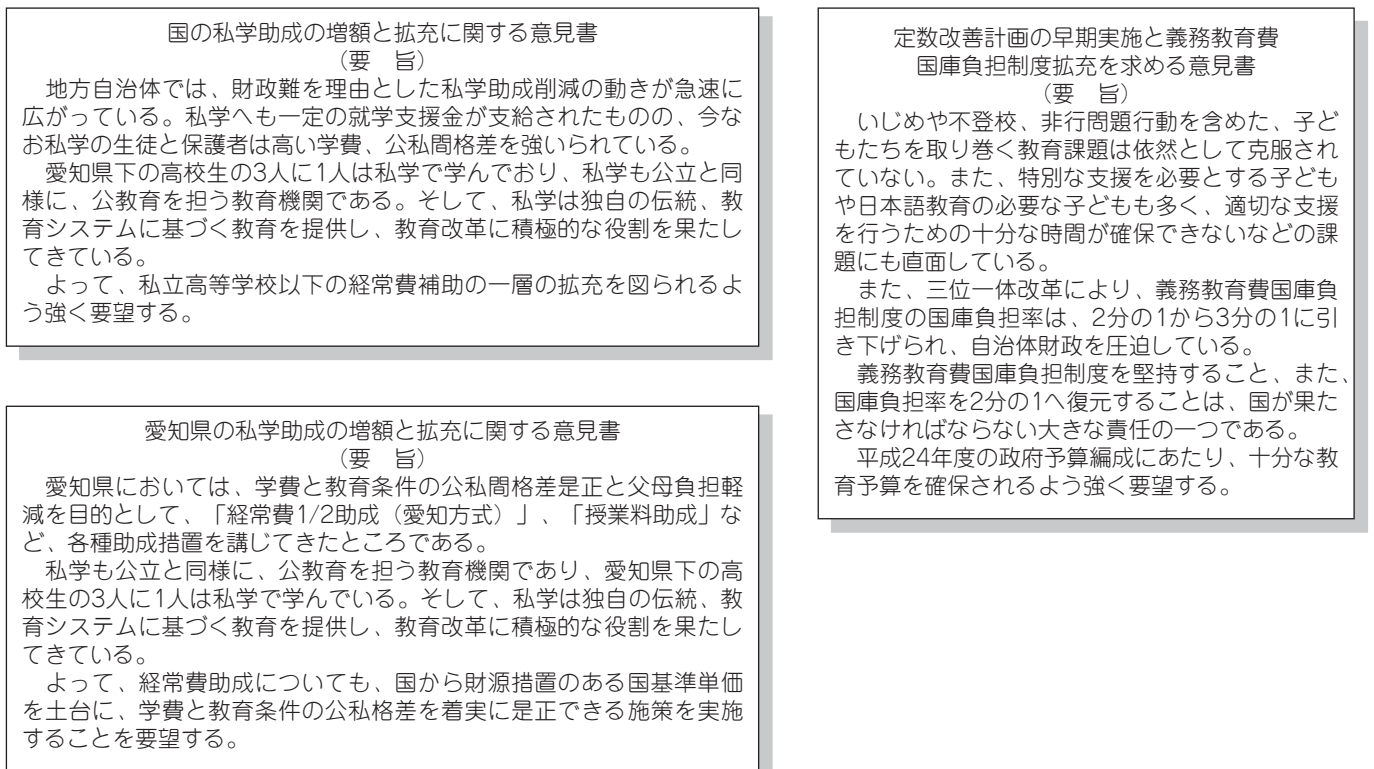 国の私学助成の増額と拡充に関する意見書
（要　旨）
　地方自治体では、財政難を理由とした私学助成削減の動きが急速に
広がっている。私学へも一定の就学支援金が支給されたものの、今な
お私学の生徒と保護者は高い学費、公私間格差を強いられている。
　愛知県下の高校生の3人に1人は私学で学んでおり、私学も公立と同
様に、公教育を担う教育機関である。そして、私学は独自の伝統、教
育システムに基づく教育を提供し、教育改革に積極的な役割を果たし
てきている。
　よって、私立高等学校以下の経常費補助の一層の拡充を図られるよ
う強く要望する。
愛知県の私学助成の増額と拡充に関する意見書
（要　旨）
　愛知県においては、学費と教育条件の公私間格差是正と父母負担軽
減を目的として、「経常費1/2助成（愛知方式）」、「授業料助成」な
ど、各種助成措置を講じてきたところである。
　私学も公立と同様に、公教育を担う教育機関であり、愛知県下の高
校生の3人に1人は私学で学んでいる。そして、私学は独自の伝統、教
育システムに基づく教育を提供し、教育改革に積極的な役割を果たし
てきている。
　よって、経常費助成についても、国から財源措置のある国基準単価
を土台に、学費と教育条件の公私格差を着実に是正できる施策を実施
することを要望する。
定数改善計画の早期実施と義務教育費
国庫負担制度拡充を求める意見書
（要　旨）
　いじめや不登校、非行問題行動を含めた、子ど
もたちを取り巻く教育課題は依然として克服され
ていない。また、特別な支援を必要とする子ども
や日本語教育の必要な子どもも多く、適切な支援
を行うための十分な時間が確保できないなどの課
題にも直面している。
　また、三位一体改革により、義務教育費国庫負
担制度の国庫負担率は、2分の1から3分の1に引
き下げられ、自治体財政を圧迫している。
　義務教育費国庫負担制度を堅持すること、また、
国庫負担率を2分の1へ復元することは、国が果た
さなければならない大きな責任の一つである。
　平成24年度の政府予算編成にあたり、十分な教
育予算を確保されるよう強く要望する。